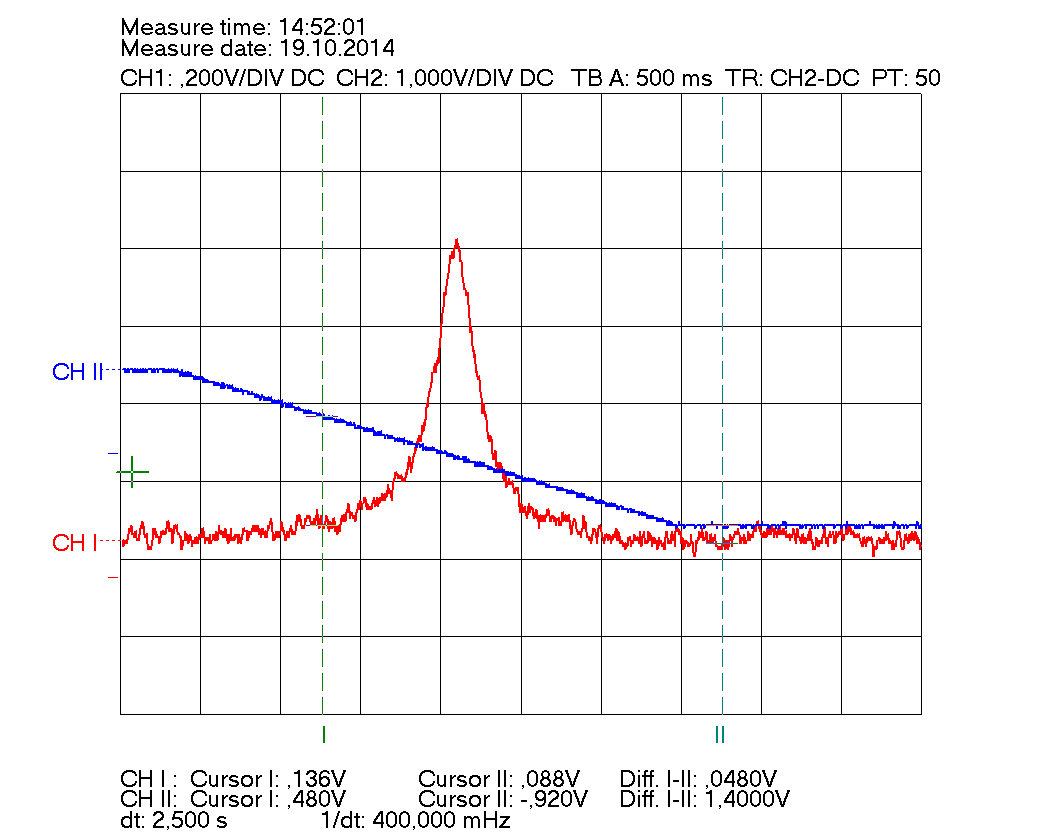 Measure time: 14:52:01
Measure date: 19.10.2014
CH1: ,200V/DIV DC CH2: 1,000V/DIV DC TB A: 500 ms TR: CH2-DC PT: 50
CH II
CH I
I II
CH I : Cursor I: ,136V Cursor II: ,088V Diff. I-II: ,0480V
CH II: Cursor I: ,480V Cursor II: -,920V Diff. I-II: 1,4000V
dt: 2,500 s 1/dt: 400,000 mHz